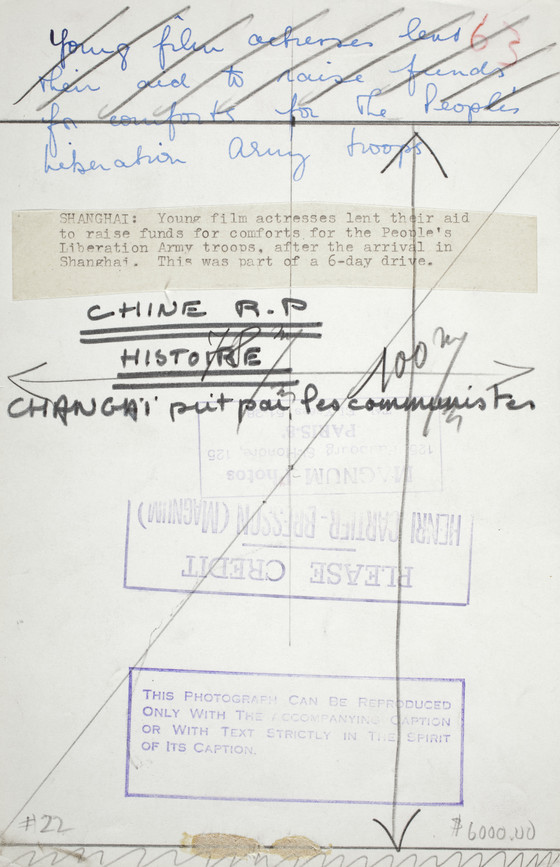 Young film actresses lent
63
their aid to raise funds
for comforts for the People's
Liberation Army troops
SHANGHAI: Young film actresses lent their aid
to raise funds for comforts for the People's
Liberation Army troops, after the arrival in
Shanghai. This was part of a 6-day drive.
CHINE R.P
HISTOIRE
100 m/m
CHANGHAÏ par les communistes
PARIS-8e
125, Faubourg St-Honoré, 125
MAGNUM-Photos
HENRI CARTIER-BRESSON (MAGNUM)
PLEASE CREDIT
THIS PHOTOGRAPH CAN BE REPRODUCED
ONLY WITH THE ACCOMPANYING CAPTION
OR WITH TEXT STRICTLY IN THE SPIRIT
OF ITS CAPTION.
#22
$6000.00